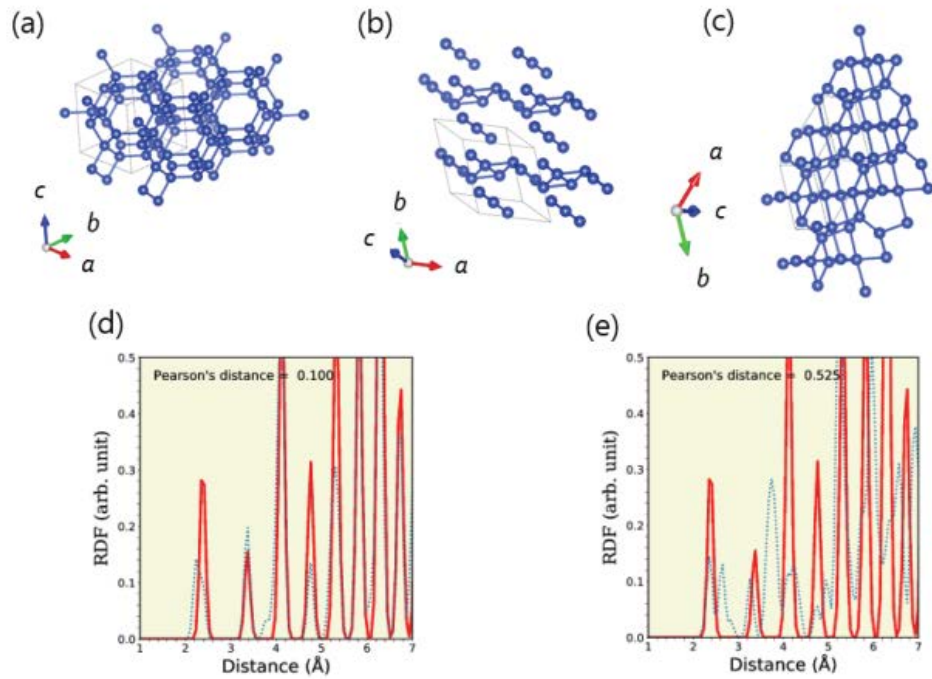 (a)
(b)
(c)
c
b
a
b
c
a
a
c
b
(d)
(e)
0.5
Pearson's distance = 0.100
0.4
0.3
0.2
0.1
0.0
RDF (arb. unit)
1 2 3 4 5 6 7
Distance (Å)
0.5
Pearson's distance = 0.525
0.4
0.3
0.2
0.1
0.0
RDF (arb. unit)
1 2 3 4 5 6 7
Distance (Å)